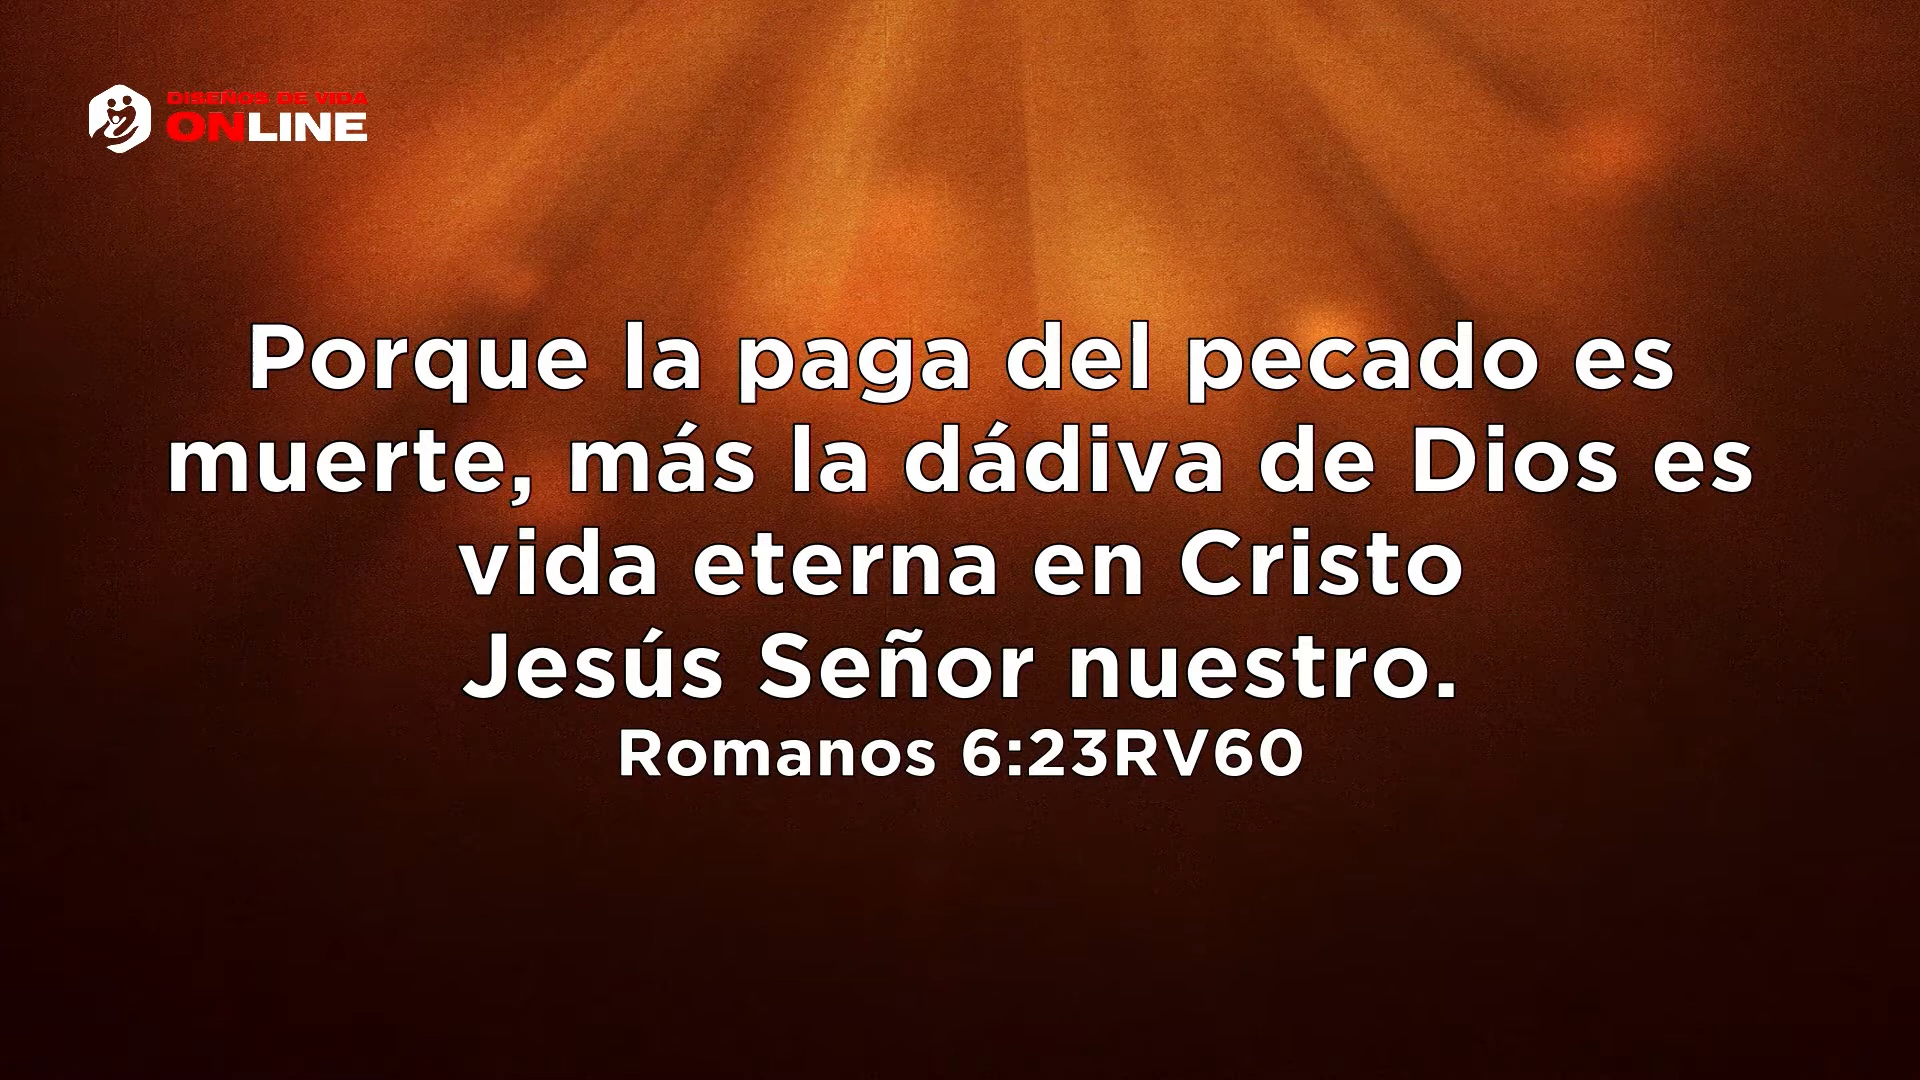 DISEÑOS DE VIDA
ONLINE
Porque la paga del pecado es
muerte, más la dádiva de Dios es
vida eterna en Cristo
Jesús Señor nuestro.
Romanos 6:23RV60